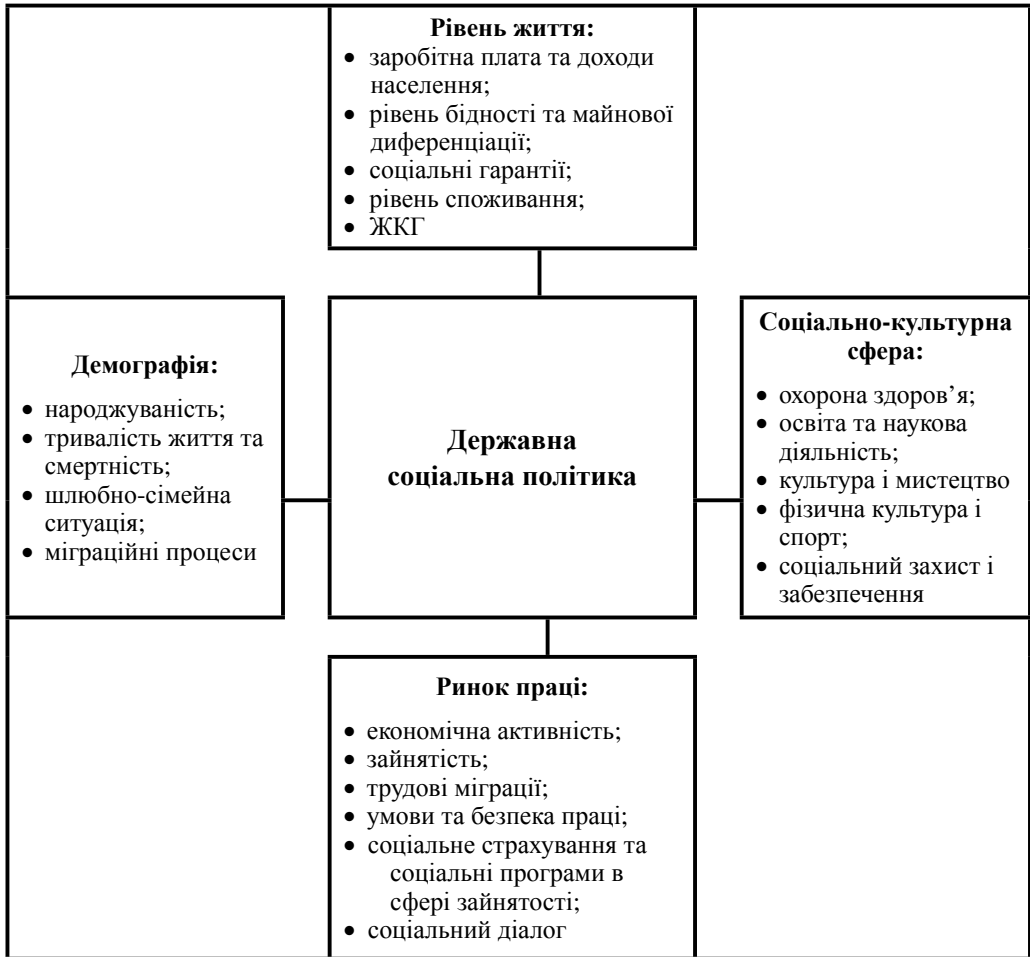 Рівень життя:
• заробітна плата та доходи
населення;
• рівень бідності та майнової
диференціації;
• соціальні гарантії;
• рівень споживання;
• ЖКГ
Демографія:
• народжуваність;
• тривалість життя та
смертність;
• шлюбно-сімейна
ситуація;
• міграційні процеси
Державна
соціальна політика
Соціально-культурна
сфера:
• охорона здоров’я;
• освіта та наукова
діяльність;
• культура і мистецтво
• фізична культура і
спорт;
• соціальний захист і
забезпечення
Ринок праці:
• економічна активність;
• зайнятість;
• трудові міграції;
• умови та безпека праці;
• соціальне страхування та
соціальні програми в
сфері зайнятості;
• соціальний діалог